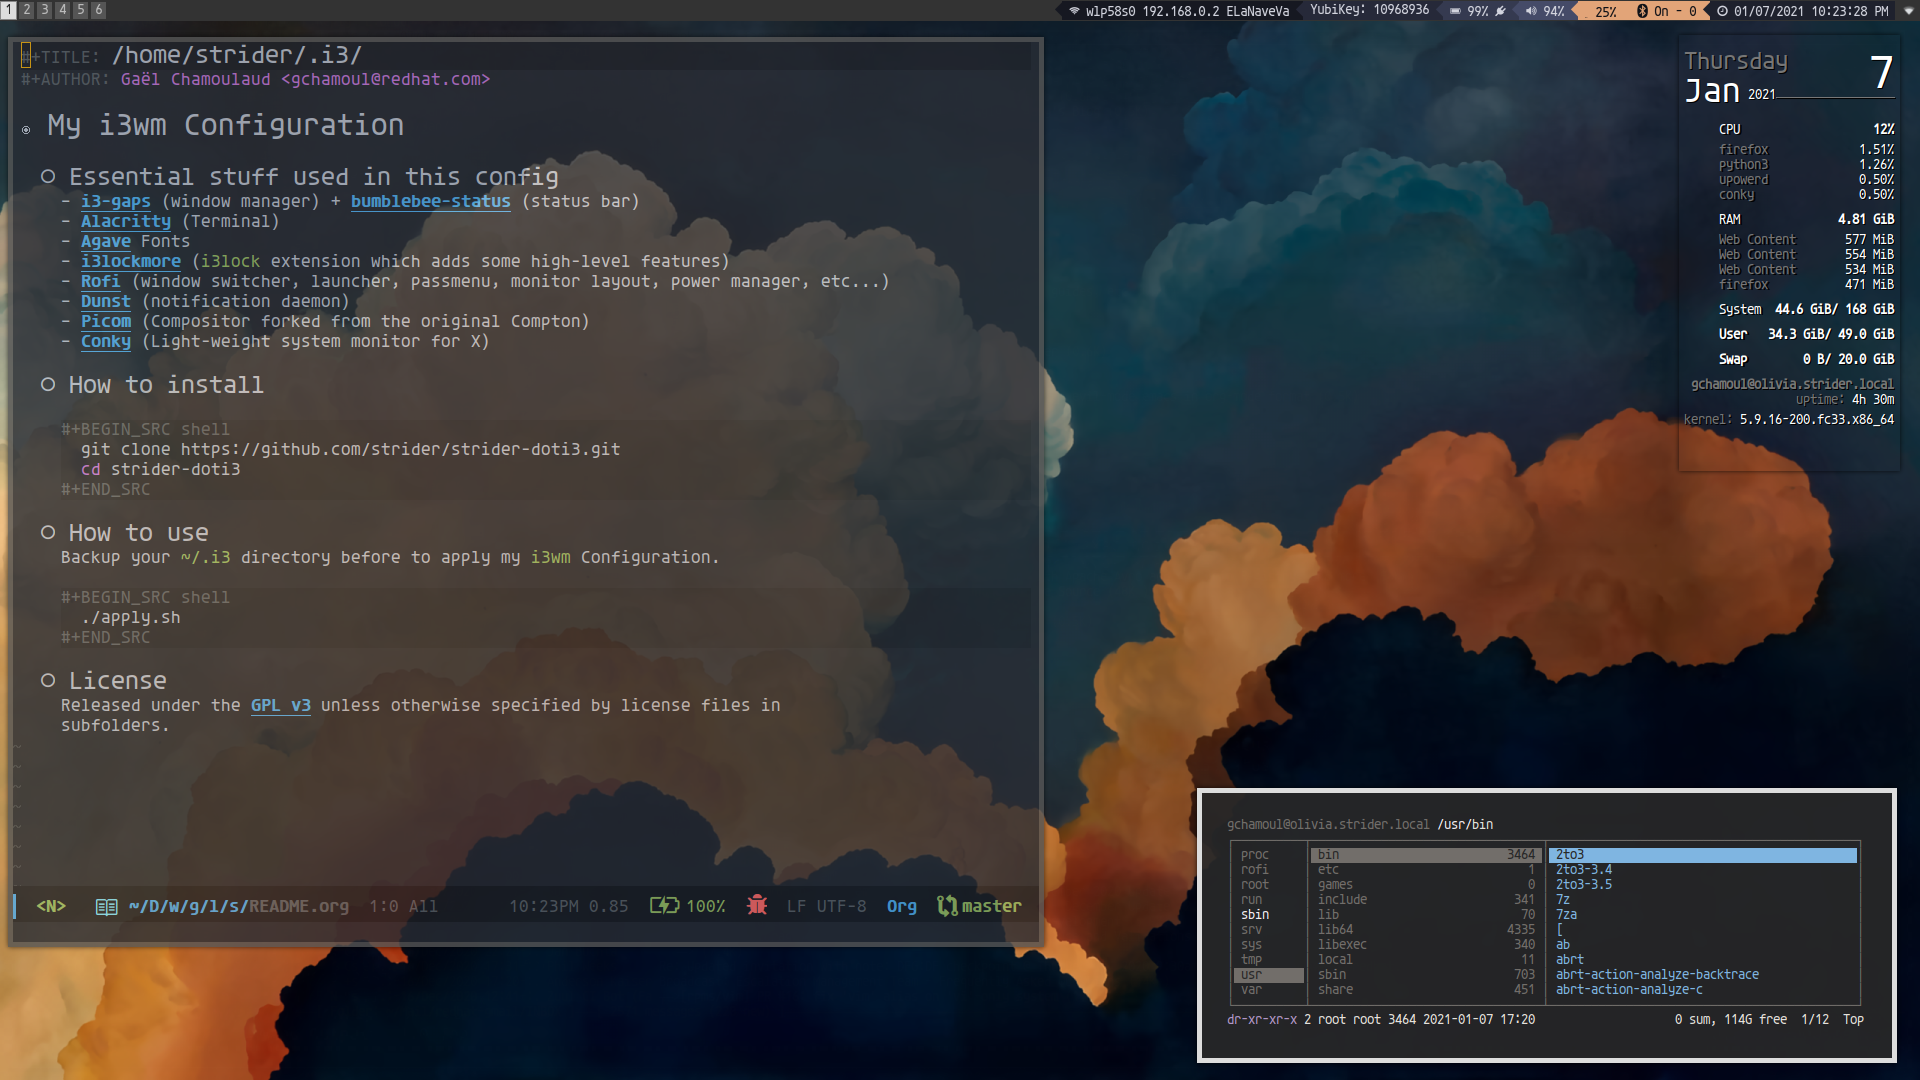 1 2 3 4 5 6
wlp58s0 192.168.0.2 ELaNaveVa YubiKey: 10968936 99% 94% 25% On - 0 01/07/2021 10:23:28 PM
#+TITLE: /home/strider/.i3/
#+AUTHOR: Gaël Chamoulaud <gchamoul@redhat.com>
My i3wm Configuration
Essential stuff used in this config
- i3-gaps (window manager) + bumblebee-status (status bar)
- Alacritty (Terminal)
- Agave Fonts
- i3lockmore (i3lock extension which adds some high-level features)
- Rofi (window switcher, launcher, passmenu, monitor layout, power manager, etc...)
- Dunst (notification daemon)
- Picom (Compositor forked from the original Compton)
- Conky (Light-weight system monitor for X)
How to install
#+BEGIN_SRC shell
git clone https://github.com/strider/strider-doti3.git
cd strider-doti3
#+END_SRC
How to use
Backup your ~/.i3 directory before to apply my i3wm Configuration.
#+BEGIN_SRC shell
./apply.sh
#+END_SRC
License
Released under the GPL v3 unless otherwise specified by license files in
subfolders.
~
~
~
~
~
~
~
<N> ~/D/w/g/l/s/README.org 1:0 All 10:23PM 0.85 100% LF UTF-8 Org master
Thursday 7
Jan 2021
CPU 12%
firefox 1.51%
python3 1.26%
upowerd 0.50%
conky 0.50%
RAM 4.81 GiB
Web Content 577 MiB
Web Content 554 MiB
Web Content 534 MiB
firefox 471 MiB
System 44.6 GiB/ 168 GiB
User 34.3 GiB/ 49.0 GiB
Swap 0 B/ 20.0 GiB
gchamoul@olivia.strider.local
uptime: 4h 30m
kernel: 5.9.16-200.fc33.x86_64
gchamoul@olivia.strider.local /usr/bin
proc bin 3464 2to3
rofi etc 1 2to3-3.4
root games 0 2to3-3.5
run include 341 7z
sbin lib 70 7za
srv lib64 4335 [
sys libexec 340 ab
tmp local 11 abrt
usr sbin 703 abrt-action-analyze-backtrace
var share 451 abrt-action-analyze-c
dr-xr-xr-x 2 root root 3464 2021-01-07 17:20 0 sum, 114G free 1/12 Top